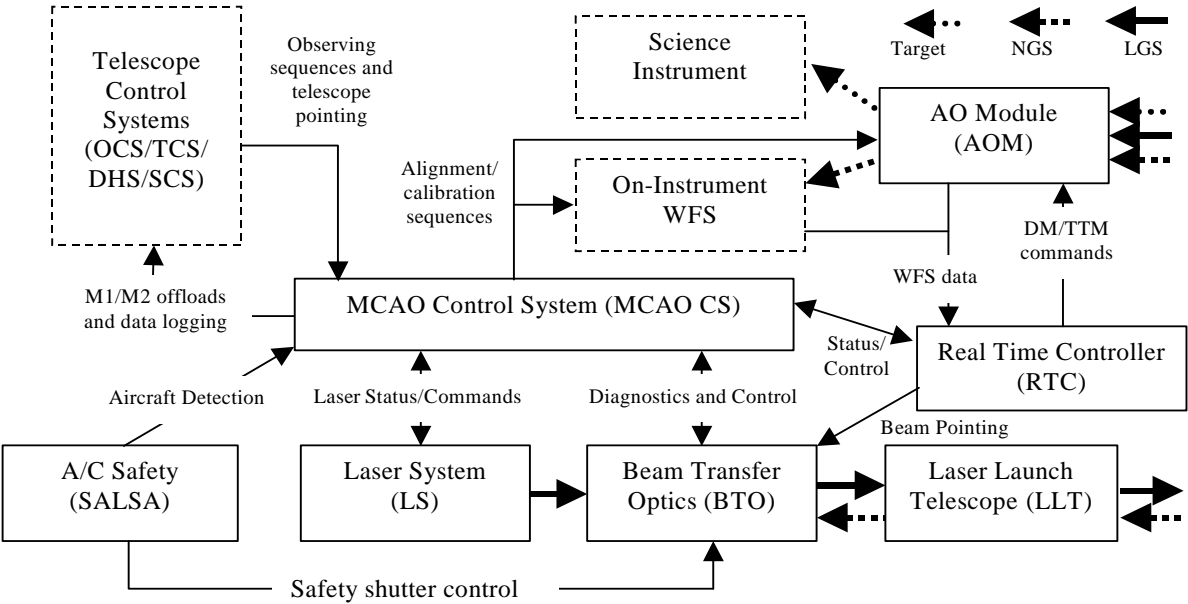 Telescope
Control
Systems
(OCS/TCS/
DHS/SCS)
Observing
sequences and
telescope
pointing
Science
Instrument
Target
NGS
LGS
AO Module
(AOM)
Alignment/
calibration
sequences
On-Instrument
WFS
DM/TTM
commands
WFS data
M1/M2 offloads
and data logging
MCAO Control System (MCAO CS)
Status/
Control
Real Time Controller
(RTC)
Aircraft Detection
Laser Status/Commands
Diagnostics and Control
Beam Pointing
A/C Safety
(SALSA)
Laser System
(LS)
Beam Transfer
Optics (BTO)
Laser Launch
Telescope (LLT)
Safety shutter control